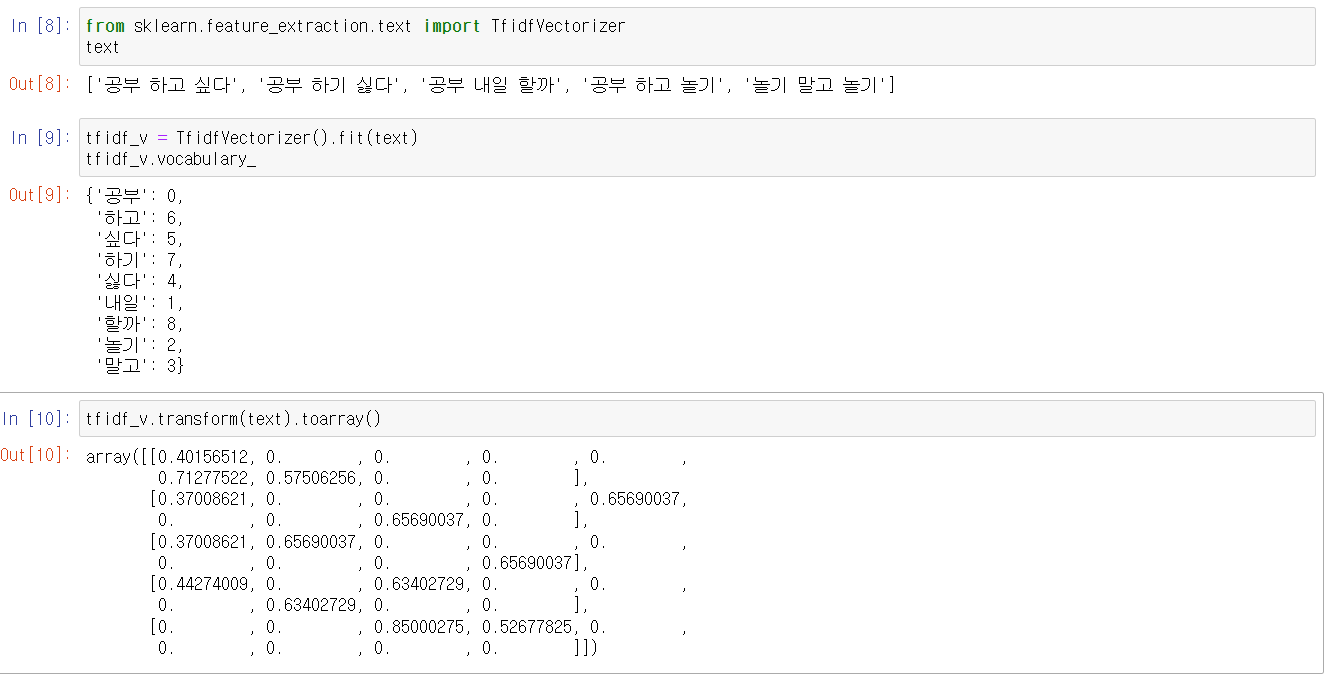 In [8]: from sklearn.feature_extraction.text import TfidfVectorizer
text
Out[8]: ['공부 하고 싶다', '공부 하기 싫다', '공부 내일 할까', '공부 하고 놀기', '놀기 말고 놀기']
In [9]: tfidf_v = TfidfVectorizer().fit(text)
tfidf_v.vocabulary_
Out[9]: {'공부': 0,
'하고': 6,
'싶다': 5,
'하기': 7,
'싫다': 4,
'내일': 1,
'할까': 8,
'놀기': 2,
'말고': 3}
In [10]: tfidf_v.transform(text).toarray()
Out[10]: array([[0.40156512, 0.        , 0.        , 0.        , 0.        ,
0.71277522, 0.57506256, 0.        , 0.        ],
[0.37008621, 0.        , 0.        , 0.        , 0.65690037,
0.        , 0.        , 0.65690037, 0.        ],
[0.37008621, 0.65690037, 0.        , 0.        , 0.        ,
0.        , 0.        , 0.        , 0.65690037],
[0.44274009, 0.        , 0.63402729, 0.        , 0.        ,
0.        , 0.63402729, 0.        , 0.        ],
[0.        , 0.        , 0.85000275, 0.52677825, 0.        ,
0.        , 0.        , 0.        , 0.        ]])